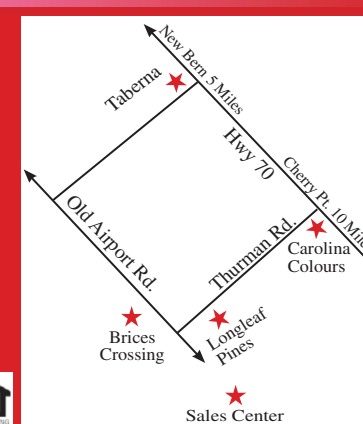 New Bern 5 Miles
Taberna
Hwy 70
Cherry Pt. 10 Mile
Old Airport Rd.
Thurman Rd.
Carolina
Colours
Longleaf
Pines
Brices
Crossing
Sales Center